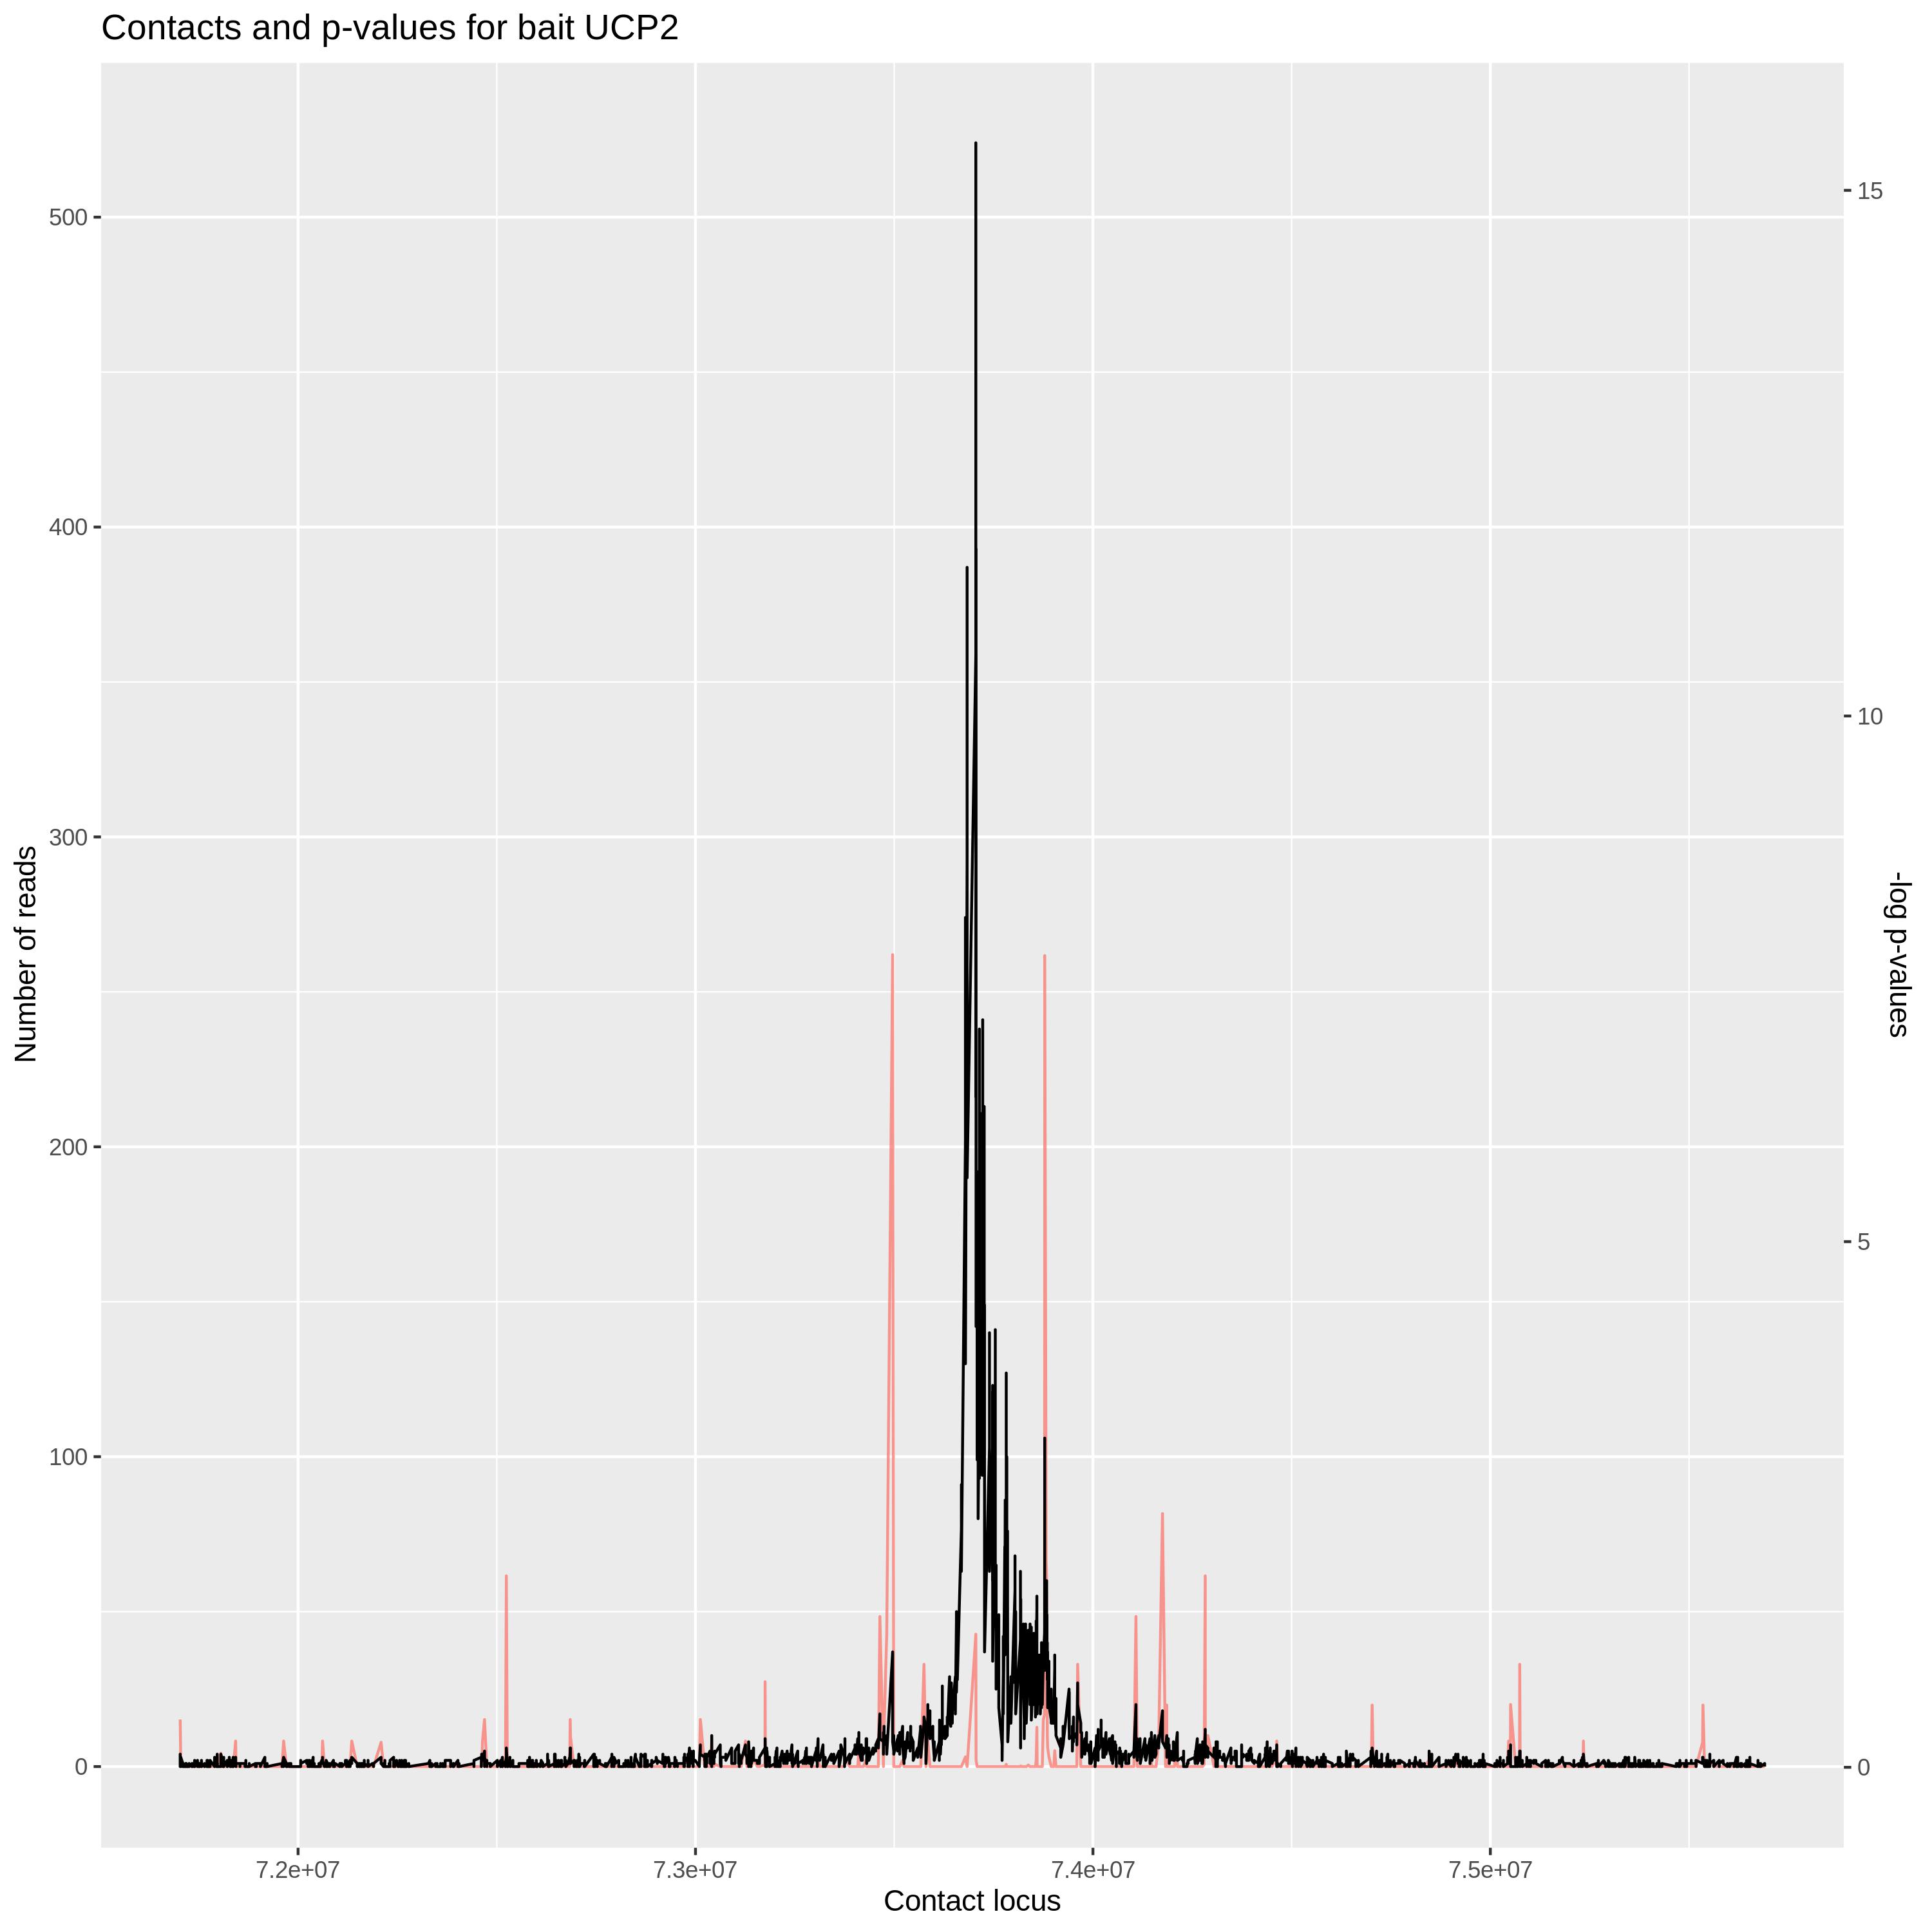 Contacts and p-values for bait UCP2
500
400
300
200
100
0
Number of reads
15
10
5
0
-log p-values
7.2e+07
7.3e+07
7.4e+07
7.5e+07
Contact locus